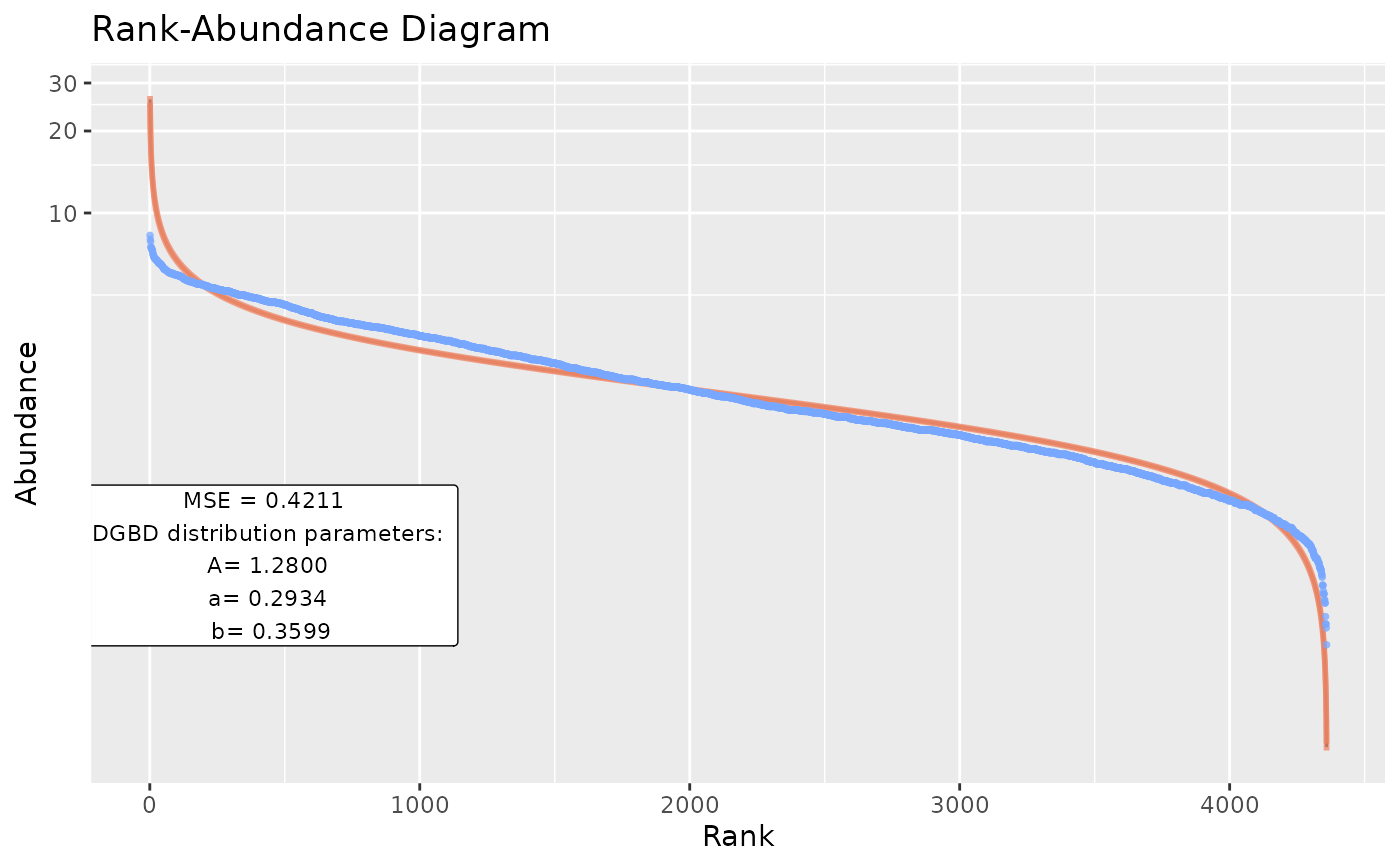 Rank-Abundance Diagram
30
20
10
Abundance
MSE = 0.4211
DGBD distribution parameters:
A= 1.2800
a= 0.2934
b= 0.3599
0
1000
2000
3000
4000
Rank